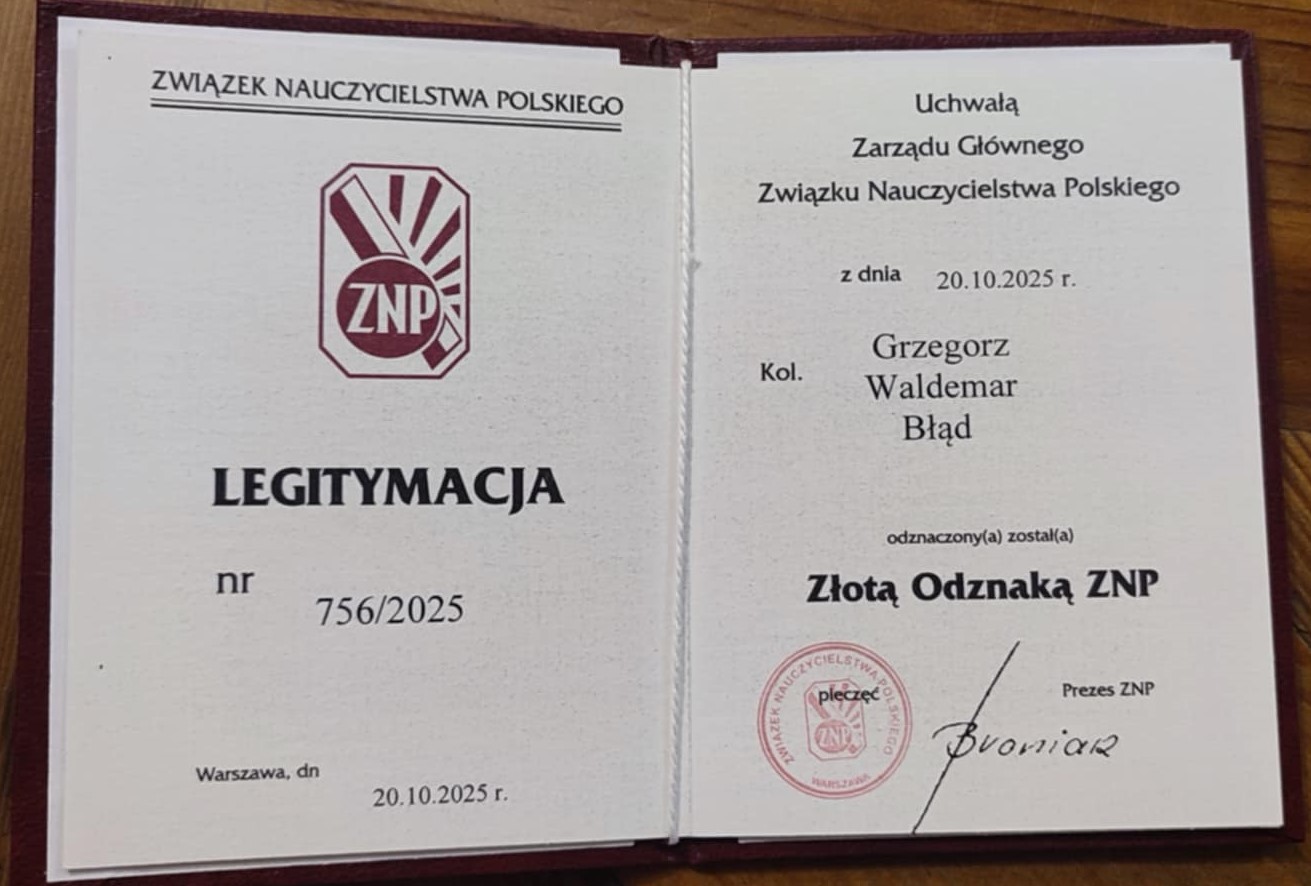 ZWIĄZEK NAUCZYCIELSTWA POLSKIEGO
ZNP
LEGITYMACJA
nr
756/2025
Warszawa, dn
20.10.2025 r.
Uchwałą
Zarządu Głównego
Związku Nauczycielstwa Polskiego
z dnia 20.10.2025 r.
Grzegorz
Kol. Waldemar
Błąd
odznaczony(a) został(a)
Złotą Odznaką ZNP
ZWIĄZEK NAUCZYCIELSTWA POLSKIEGO
pieczęć
ZNP
WARSZAWA
Prezes ZNP
Broniarz